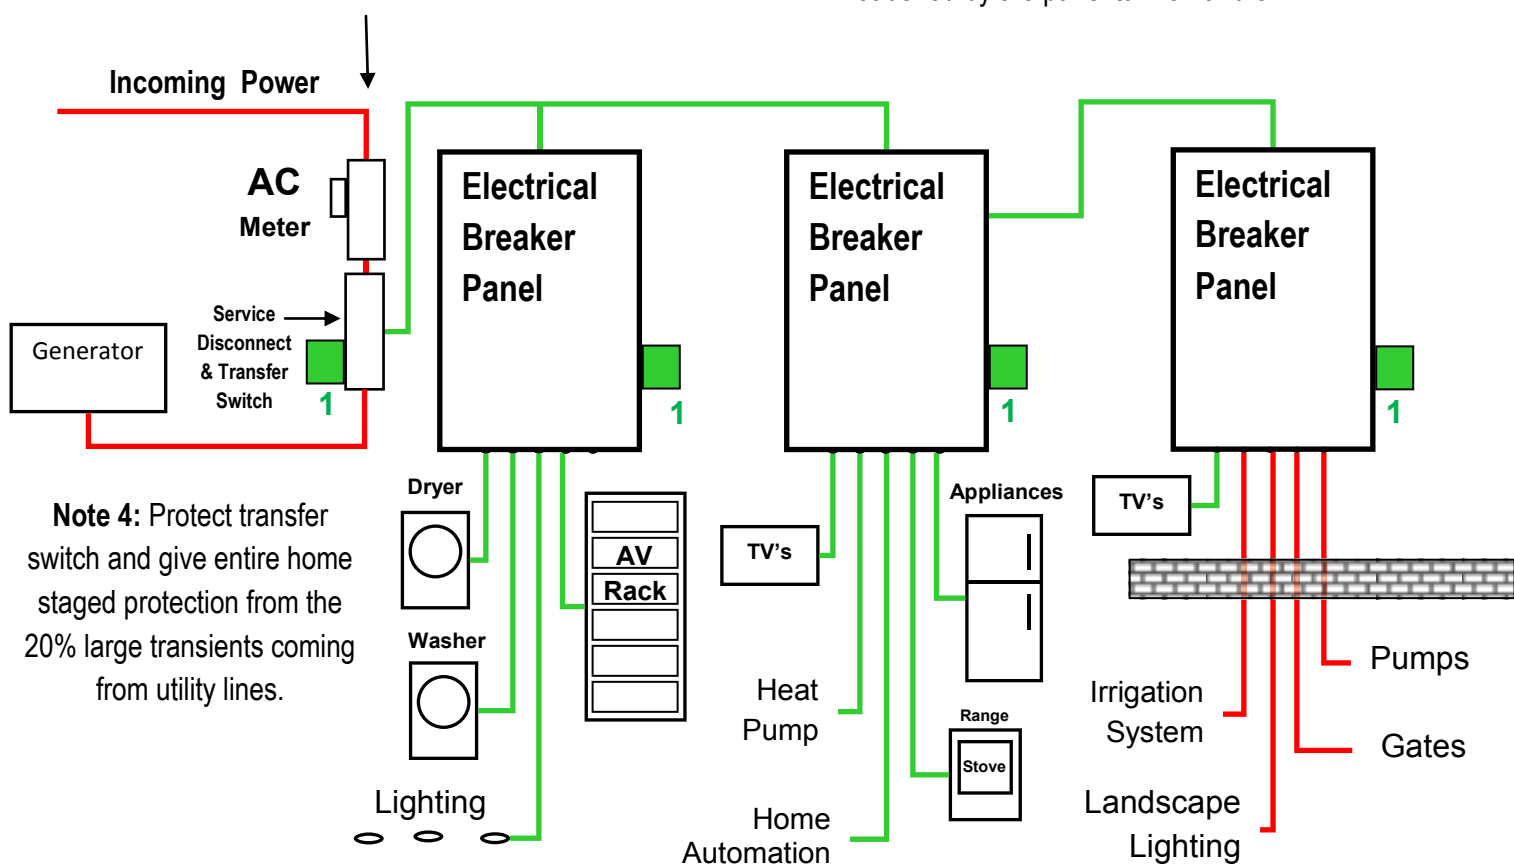 Incoming Power
AC
Meter
Service
Disconnect
& Transfer
Switch
1
Generator
Electrical
Breaker
Panel
1
Electrical
Breaker
Panel
1
Electrical
Breaker
Panel
1
Note 4: Protect transfer
switch and give entire home
staged protection from the
20% large transients coming
from utility lines.
Dryer
Washer
Lighting
AV
Rack
TV's
Heat
Pump
Home
Automation
Appliances
Range
Stove
TV's
Irrigation
System
Landscape
Lighting
Pumps
Gates